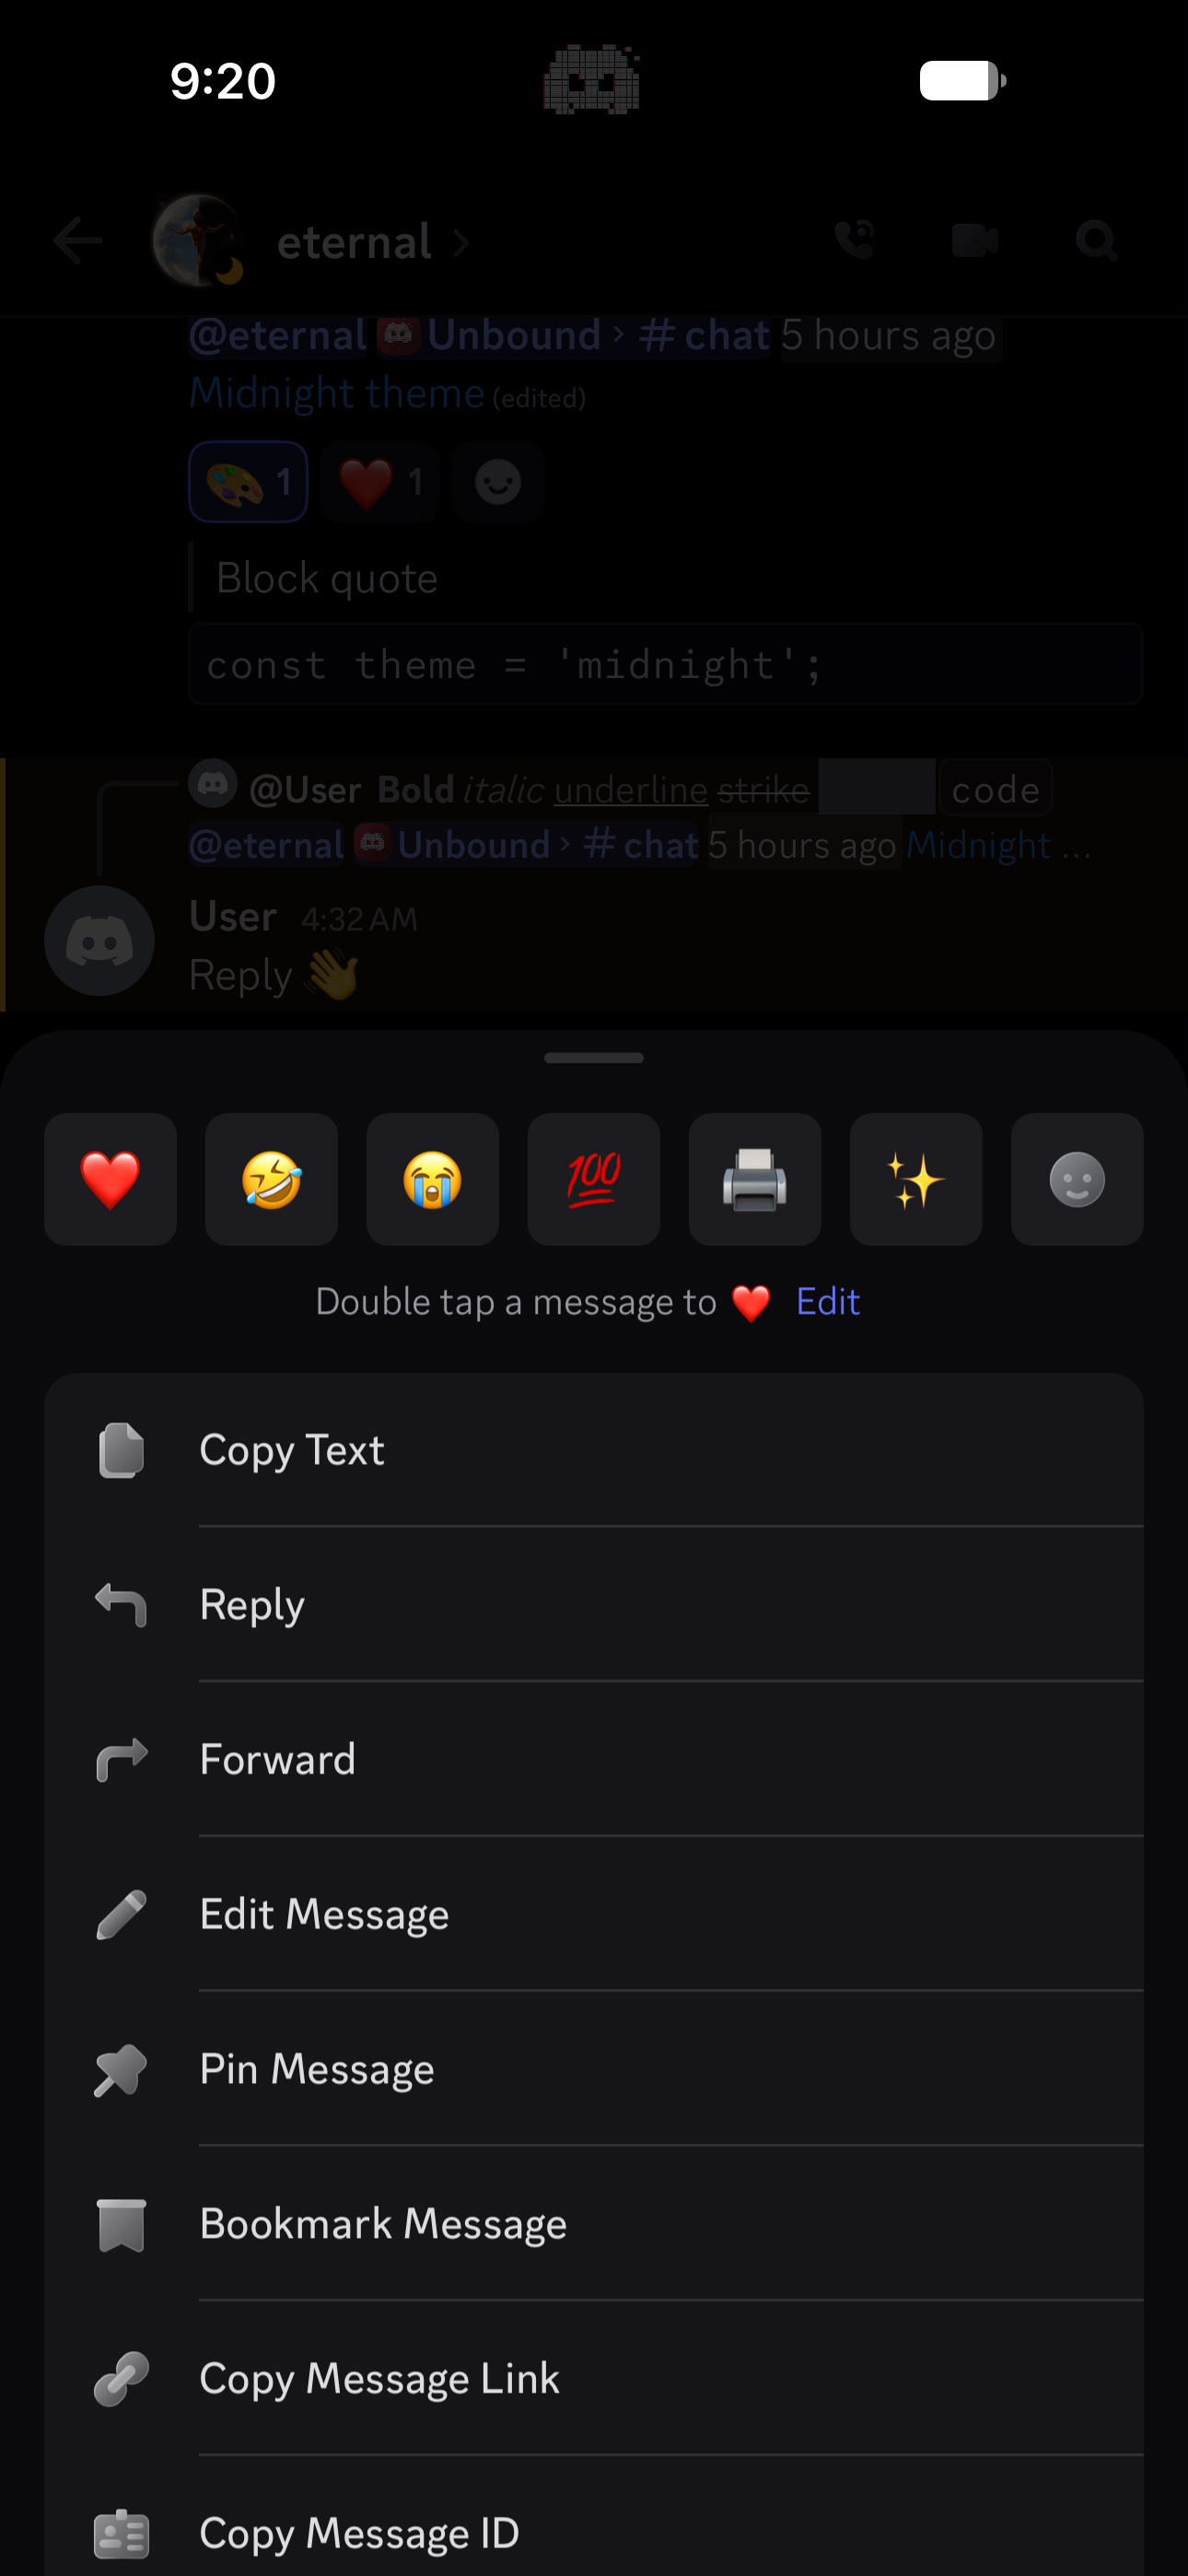 9:20
eternal
@eternal Unbound › # chat 5 hours ago
Midnight theme (edited)
1 1
Block quote
const theme = 'midnight';
@User Bold italic underline strike code
@eternal Unbound › # chat 5 hours ago Midnight ...
User 4:32 AM
Reply 👋
Double tap a message to ❤️ Edit
Copy Text
Reply
Forward
Edit Message
Pin Message
Bookmark Message
Copy Message Link
Copy Message ID